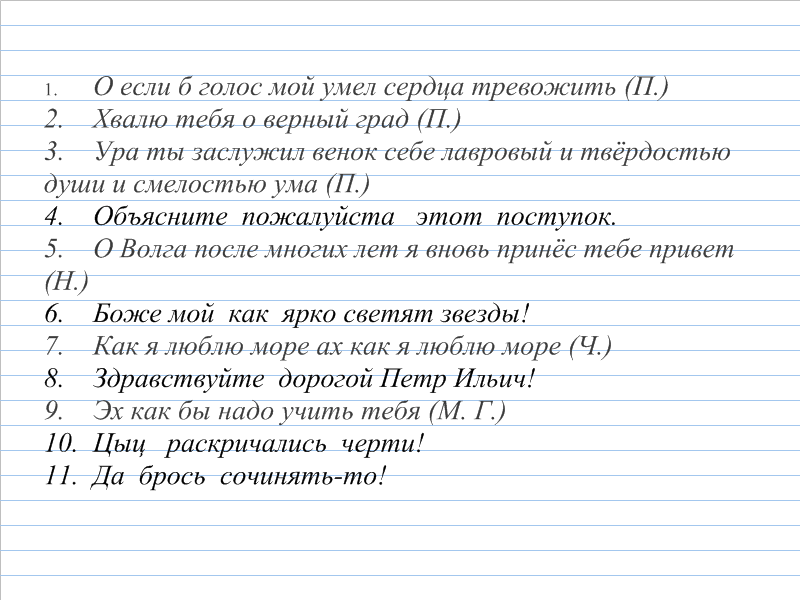 1. О если б голос мой умел сердца тревожить (П.)
2. Хвалю тебя о верный град (П.)
3. Ура ты заслужил венок себе лавровый и твёрдостью
души и смелостью ума (П.)
4. Объясните пожалуйста этот поступок.
5. О Волга после многих лет я вновь принёс тебе привет
(Н.)
6. Боже мой как ярко светят звезды!
7. Как я люблю море ах как я люблю море (Ч.)
8. Здравствуйте дорогой Петр Ильич!
9. Эх как бы надо учить тебя (М. Г.)
10. Цыц раскричались черти!
11. Да брось сочинять-то!